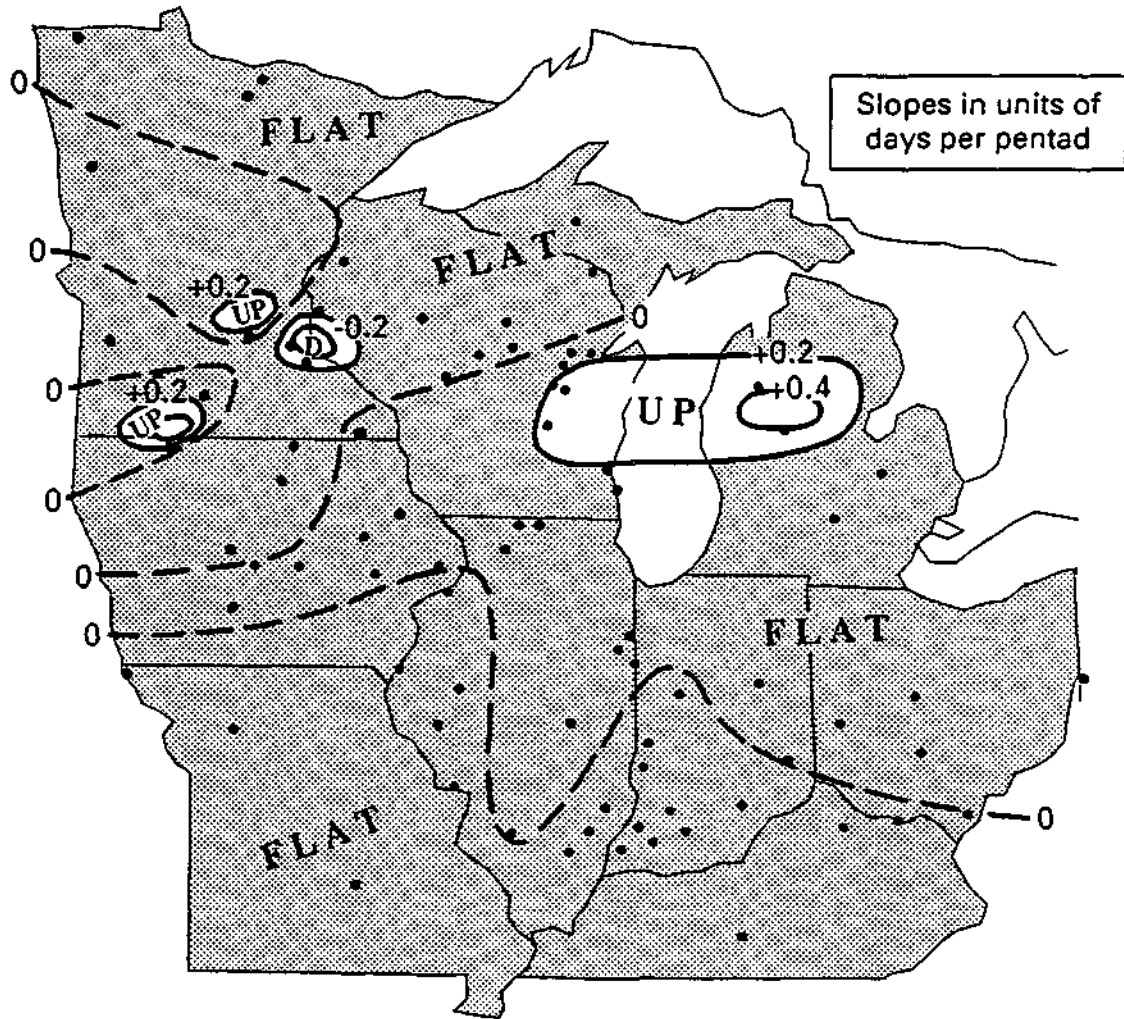 0
FLAT
Slopes in units of
days per pentad
0
FLAT
+0.2
UP
-0.2
D
0
+0.2
+0.4
UP
0
+0.2
UP
0
0
0
FLAT
FLAT
0